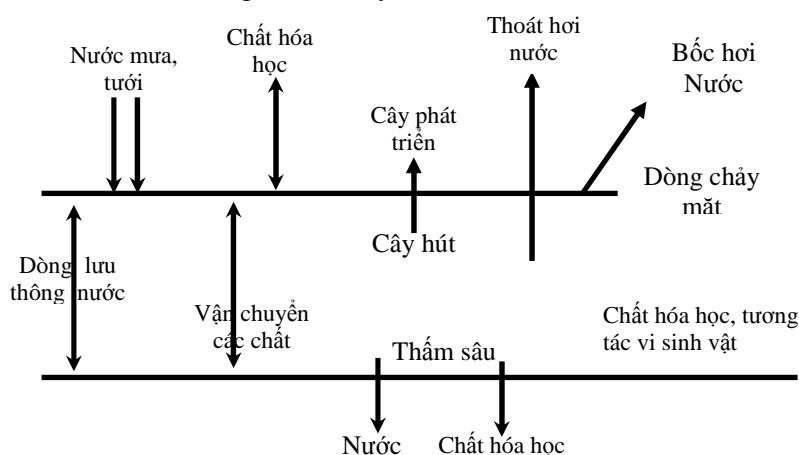 Nước mưa,
tưới
Chất hóa
học
Thoát hơi
nước
Bốc hơi
Nước
Cây phát
triển
Dòng chảy
mặt
Cây hút
Dòng lưu
thông nước
Vận chuyển
các chất
Thấm sâu
Chất hóa học, tương
tác vi sinh vật
Nước
Chất hóa học